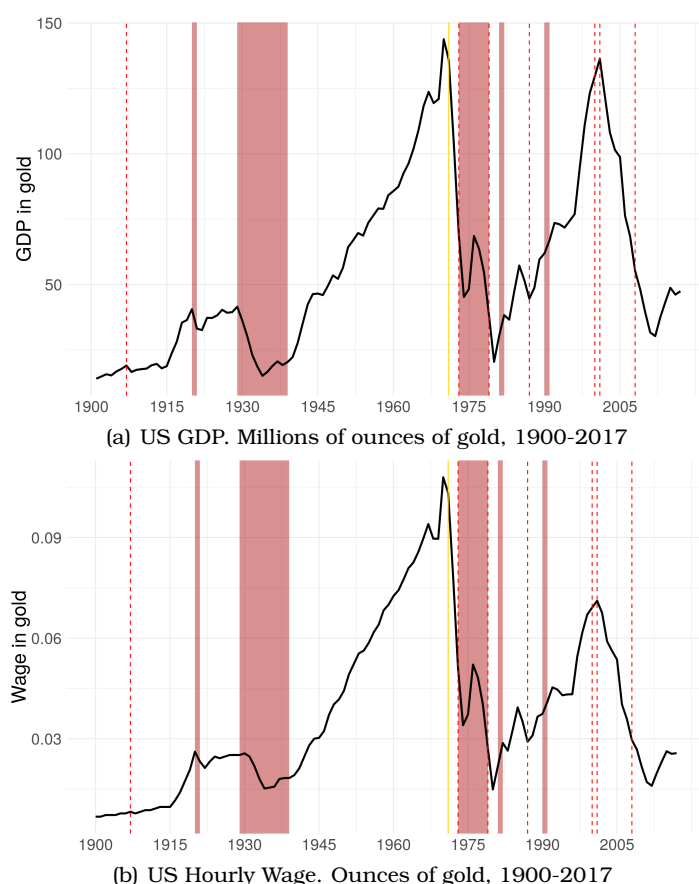 150
100
50
GDP in gold
1900 1915 1930 1945 1960 1975 1990 2005
(a) US GDP. Millions of ounces of gold, 1900-2017
0.09
0.06
0.03
Wage in gold
1900 1915 1930 1945 1960 1975 1990 2005
(b) US Hourly Wage. Ounces of gold, 1900-2017